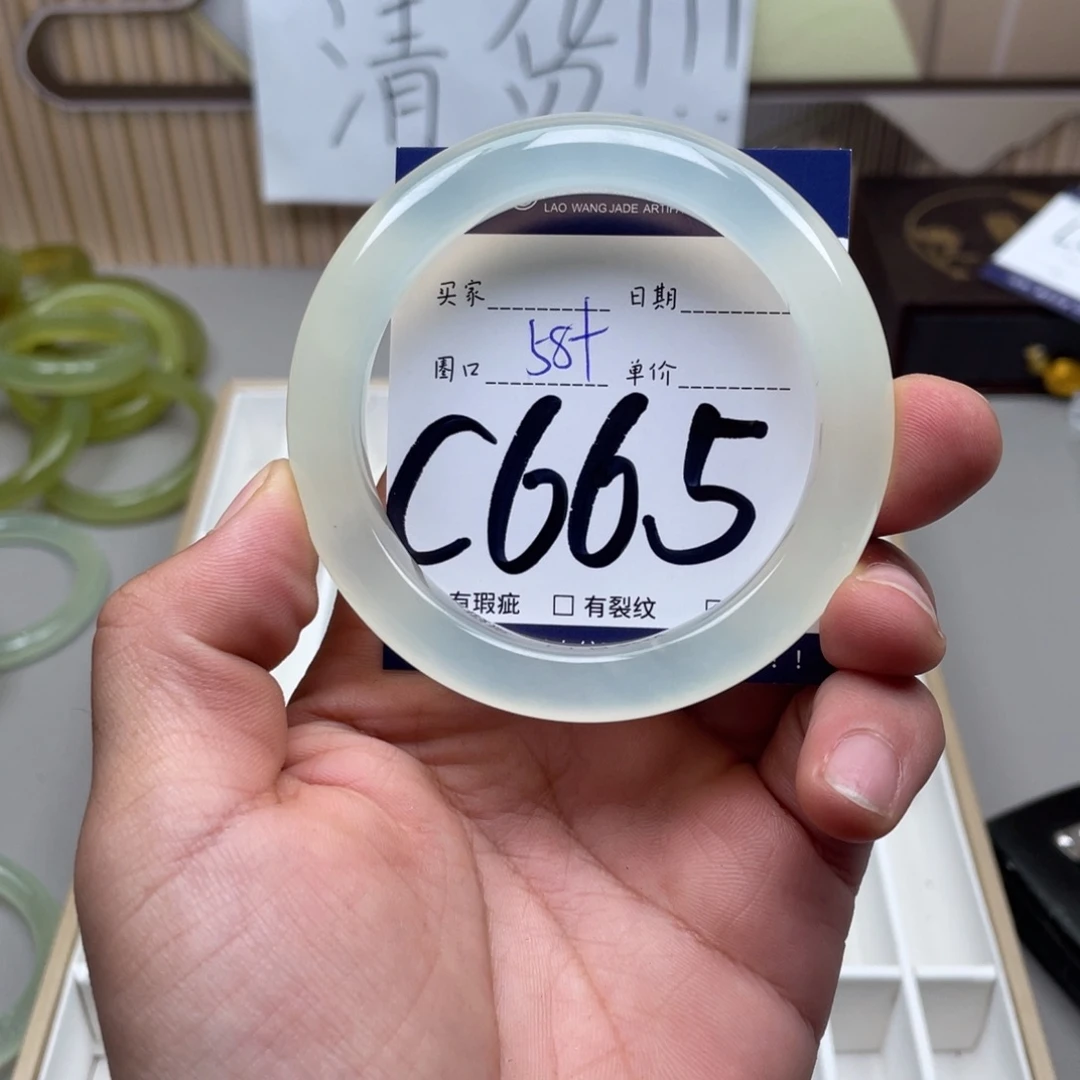 清货
LAO WANG JADE ARTIF
买家 日期
圈口 58+ 单价
C665
有瑕疵 □ 有裂纹
！！